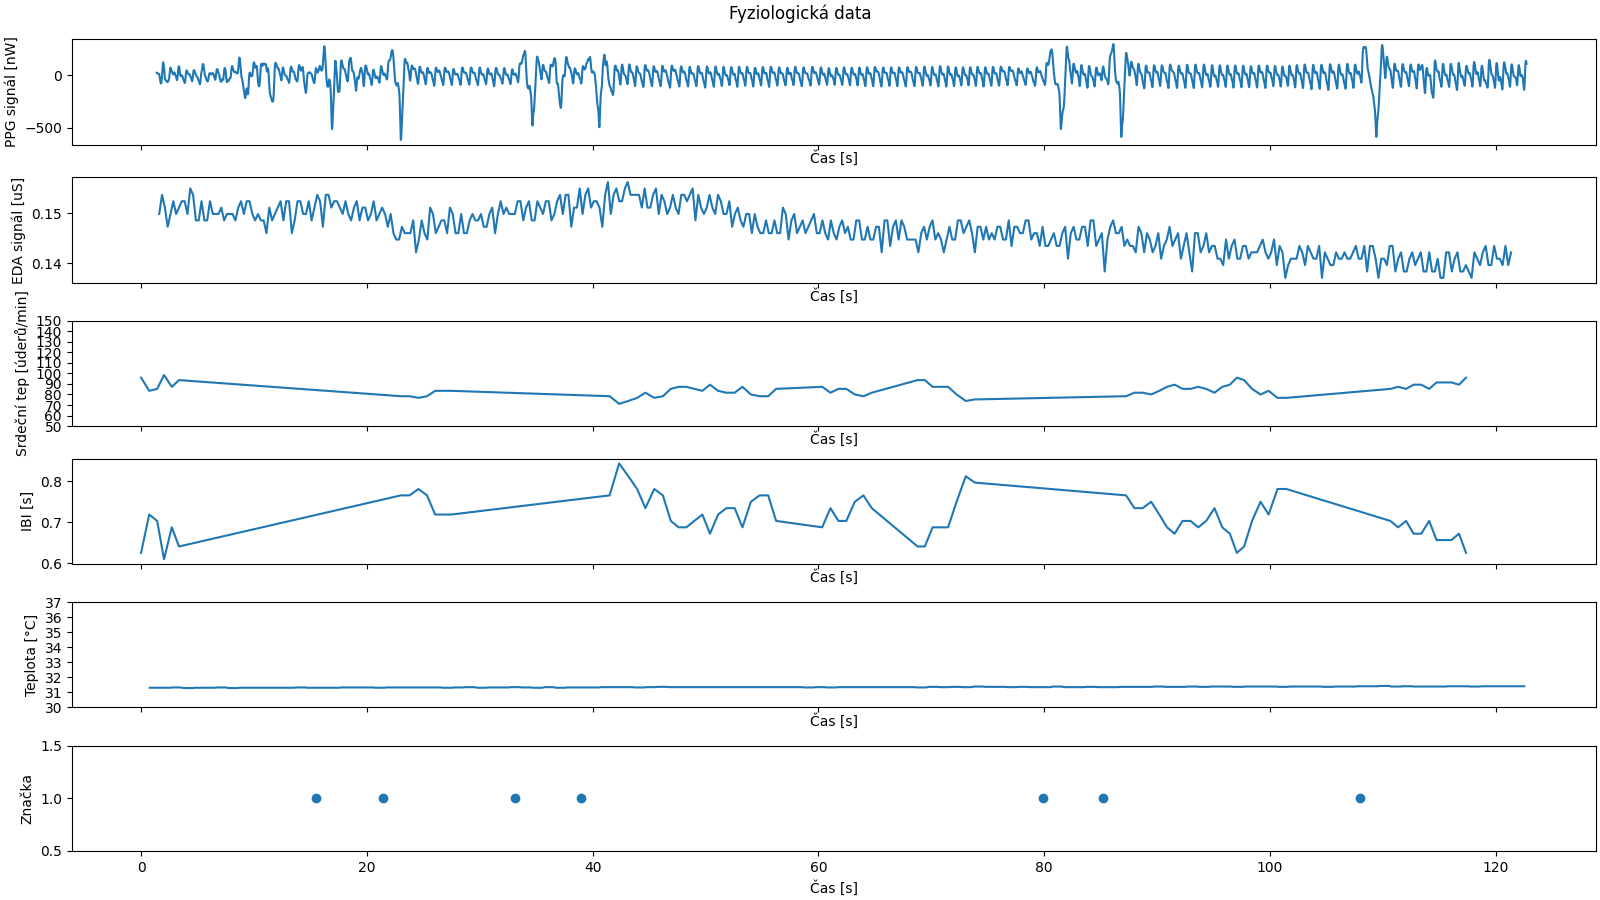 Fyziologická data
PPG signál [nW]
0
−500
Čas [s]
EDA signál [uS]
0.15
0.14
Čas [s]
Srdeční tep [úderů/min]
150
140
130
120
110
100
90
80
70
60
50
Čas [s]
IBI [s]
0.8
0.7
0.6
Čas [s]
Teplota [°C]
37
36
35
34
33
32
31
30
Čas [s]
Značka
1.5
1.0
0.5
0 20 40 60 80 100 120
Čas [s]